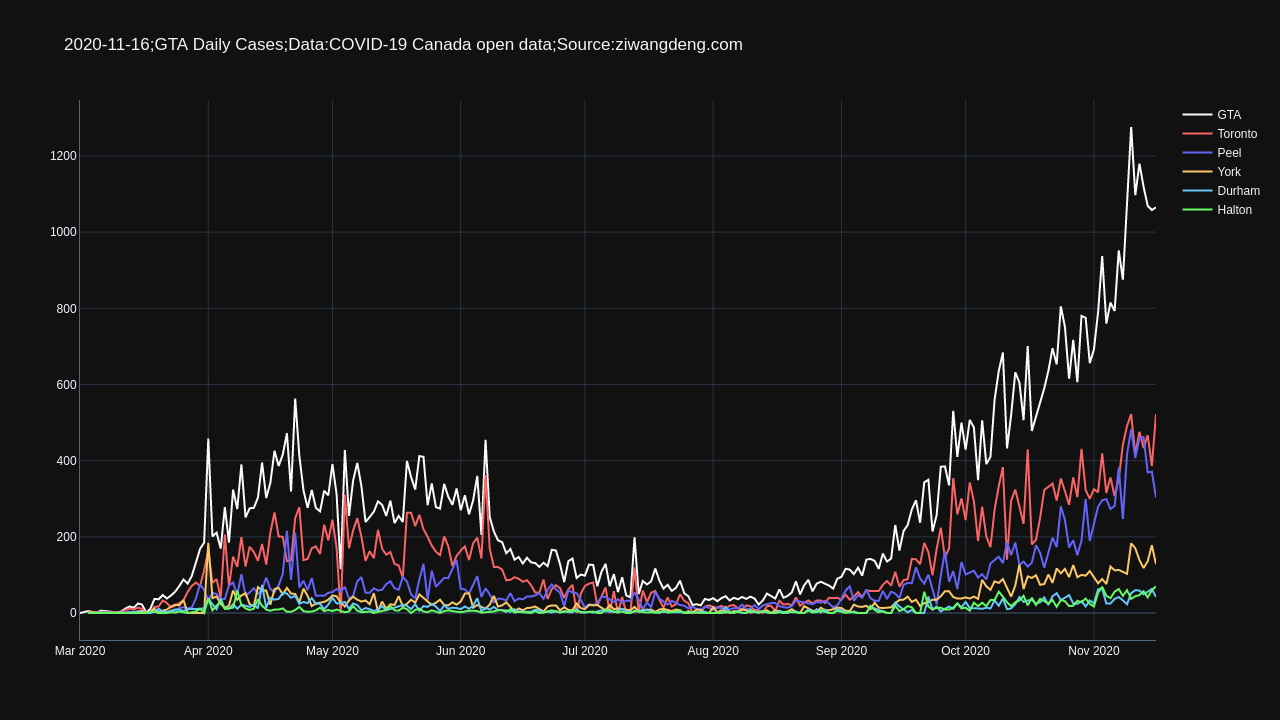 2020-11-16;GTA Daily Cases;Data:COVID-19 Canada open data;Source:ziwangdeng.com
GTA
Toronto
Peel
York
Durham
Halton
1200
1000
800
600
400
200
0
Mar 2020 Apr 2020 May 2020 Jun 2020 Jul 2020 Aug 2020 Sep 2020 Oct 2020 Nov 2020